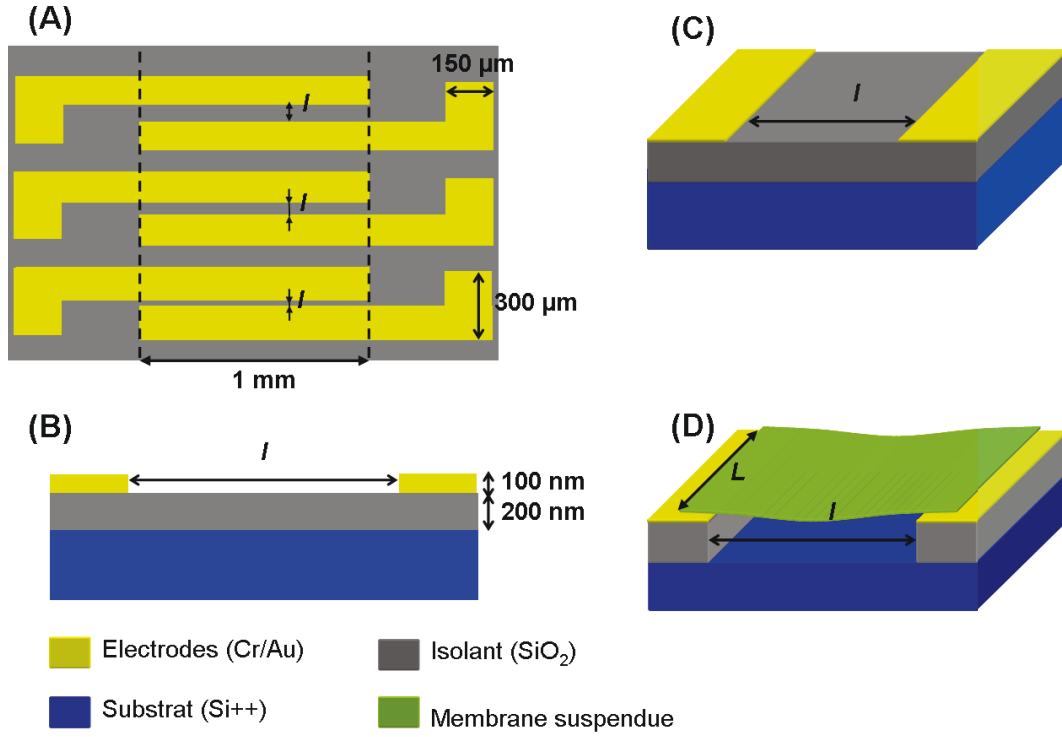 (A)
150 µm
l
l
l
300 µm
1 mm
(C)
l
(B)
l
100 nm
200 nm
(D)
L
l
Electrodes (Cr/Au)
Isolant (SiO₂)
Substrat (Si++)
Membrane suspendue